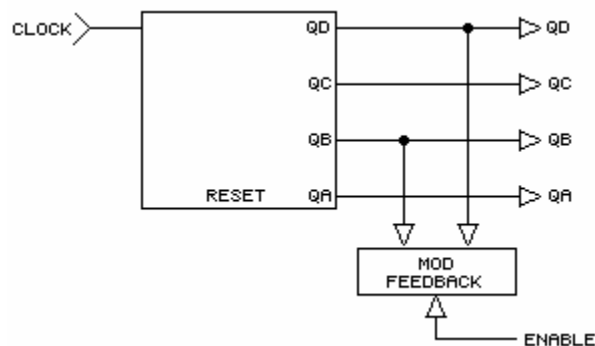 CLOCK
QD
QD
QC
QC
QB
QB
RESET
QA
QA
MOD
FEEDBACK
ENABLE